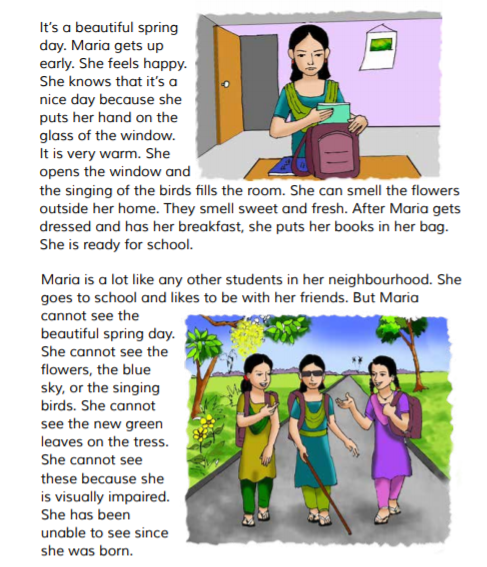 It's a beautiful spring
day. Maria gets up
early. She feels happy.
She knows that it's a
nice day because she
puts her hand on the
glass of the window.
It is very warm. She
opens the window and
the singing of the birds fills the room. She can smell the flowers
outside her home. They smell sweet and fresh. After Maria gets
dressed and has her breakfast, she puts her books in her bag.
She is ready for school.
Maria is a lot like any other students in her neighbourhood. She
goes to school and likes to be with her friends. But Maria
cannot see the
beautiful spring day.
She cannot see the
flowers, the blue
sky, or the singing
birds. She cannot
see the new green
leaves on the tress.
She cannot see
these because she
is visually impaired.
She has been
unable to see since
she was born.